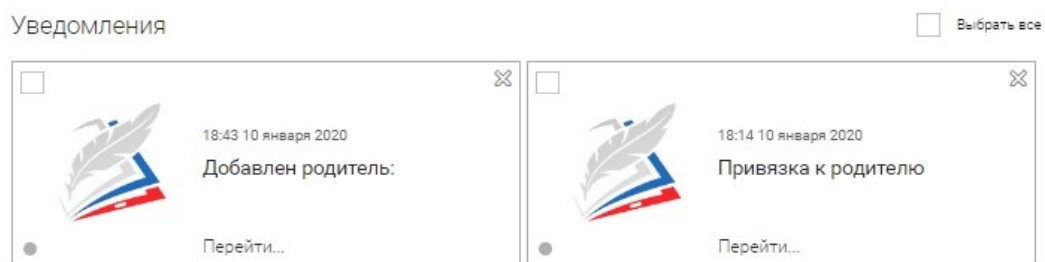 Уведомления
Выбрать все
18:43 10 января 2020
Добавлен родитель:
Перейти...
18:14 10 января 2020
Привязка к родителю
Перейти...